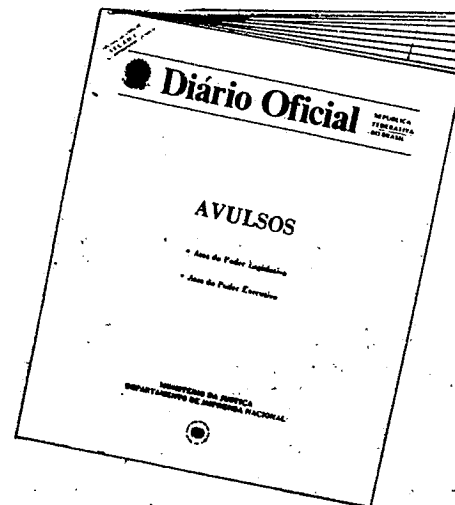 Diário Oficial
REPÚBLICA
FEDERATIVA
DO BRASIL
AVULSOS
• Atos do Poder Legislativo
• Atos do Poder Executivo
MINISTÉRIO DA JUSTIÇA
DEPARTAMENTO DE IMPRENSA NACIONAL